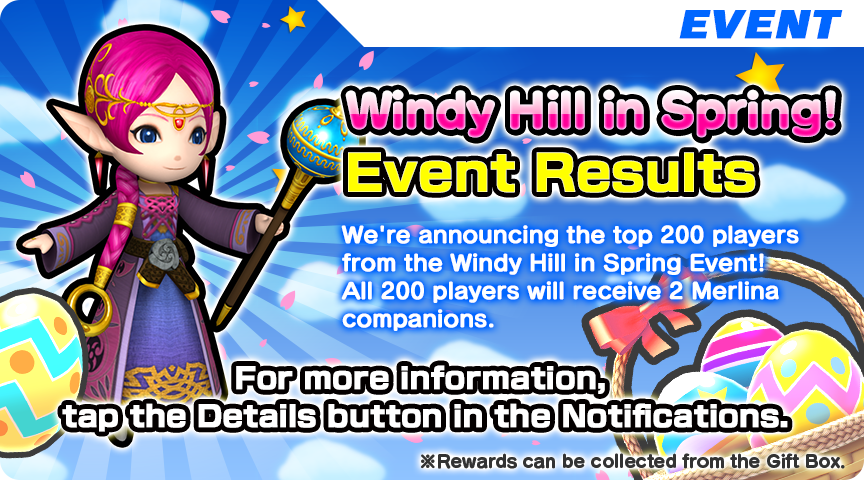 EVENT
Windy Hill in Spring!
Event Results
We're announcing the top 200 players
from the Windy Hill in Spring Event!
All 200 players will receive 2 Merlina
companions.
For more information,
tap the Details button in the Notifications.
※Rewards can be collected from the Gift Box.